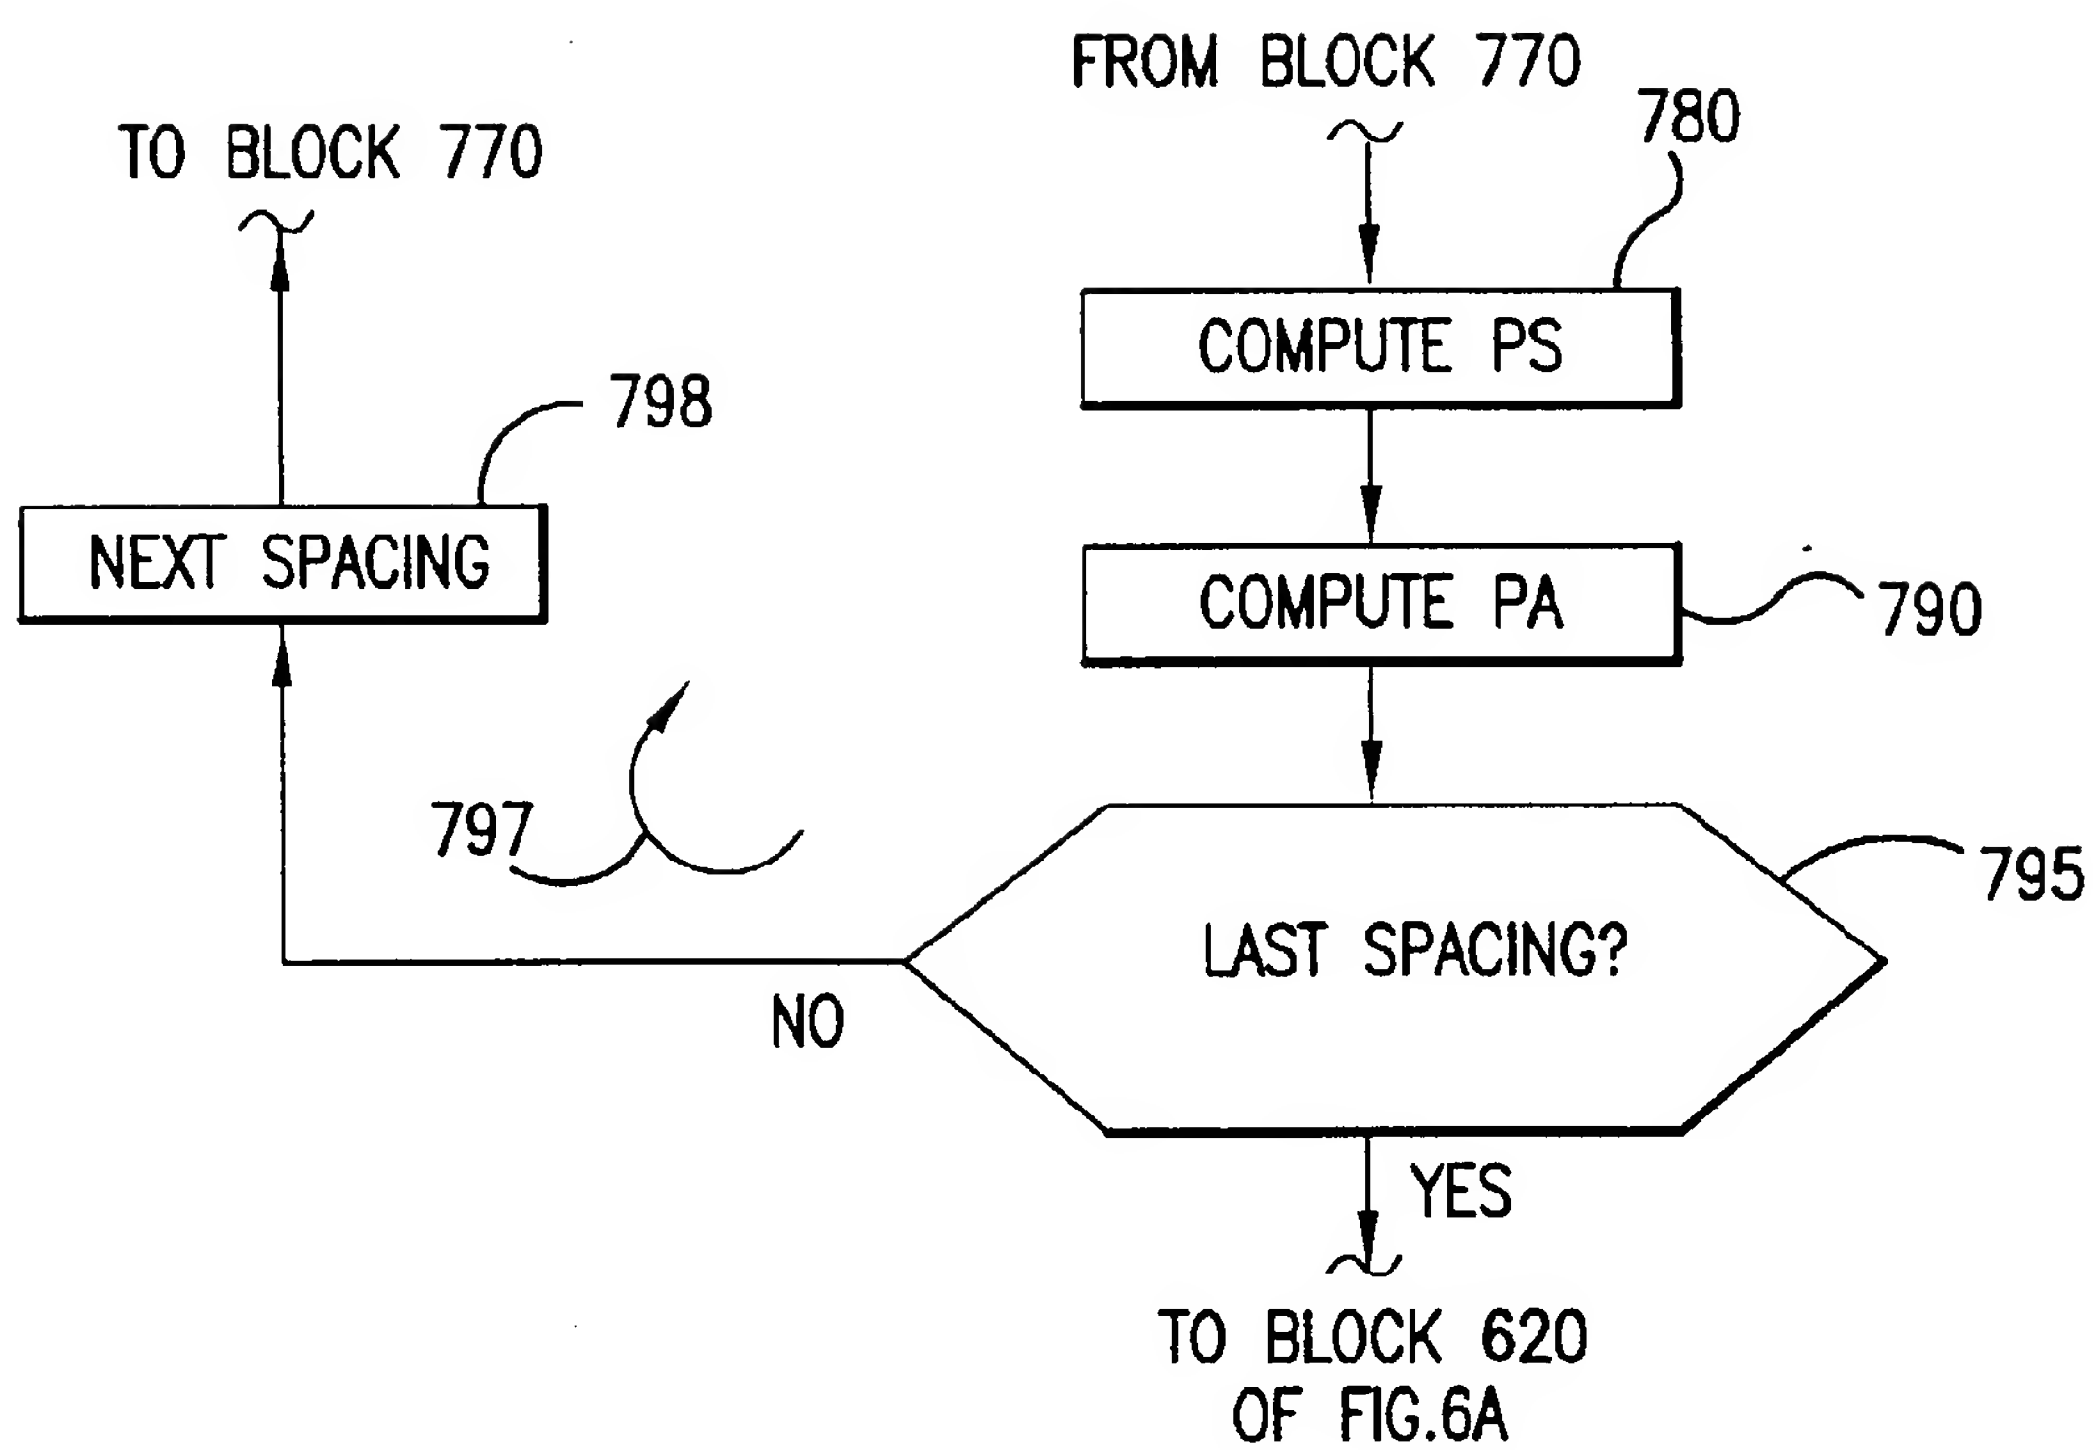 FROM BLOCK 770
780
TO BLOCK 770
COMPUTE PS
798
NEXT SPACING
COMPUTE PA
790
797
795
LAST SPACING?
NO
YES
TO BLOCK 620
OF FIG.6A